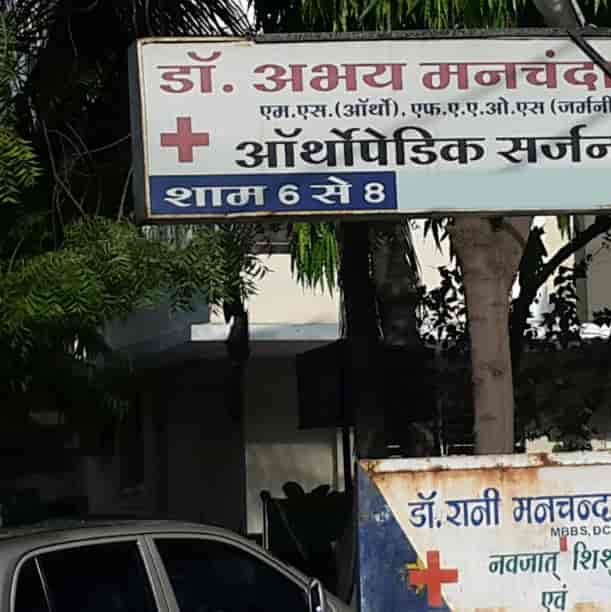 डॉ. अभय मनचंदा
एम.एस.(ऑर्थो), एफ.ए.ए.ओ.एस (जर्मनी
ऑर्थोपेडिक सर्जन
शाम 6 से 8
डॉ. रानी मनचन्द
MBBS, DC
नवजात् शिशु
एवं